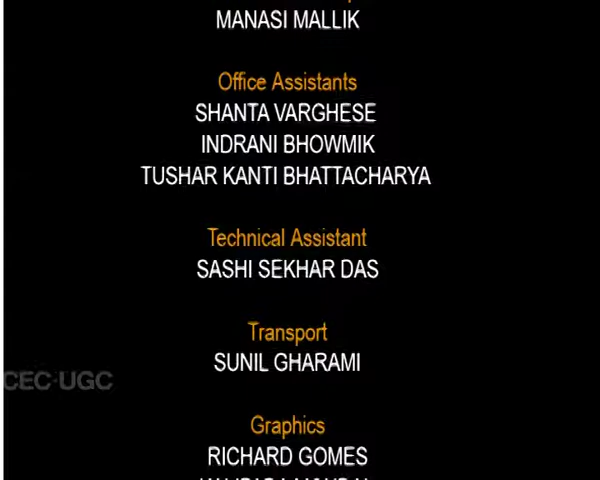 MANASI MALLIK
Office Assistants
SHANTA VARGHESE
INDRANI BHOWMIK
TUSHAR KANTI BHATTACHARYA
Technical Assistant
SASHI SEKHAR DAS
Transport
SUNIL GHARAMI
CEC-UGC
Graphics
RICHARD GOMES